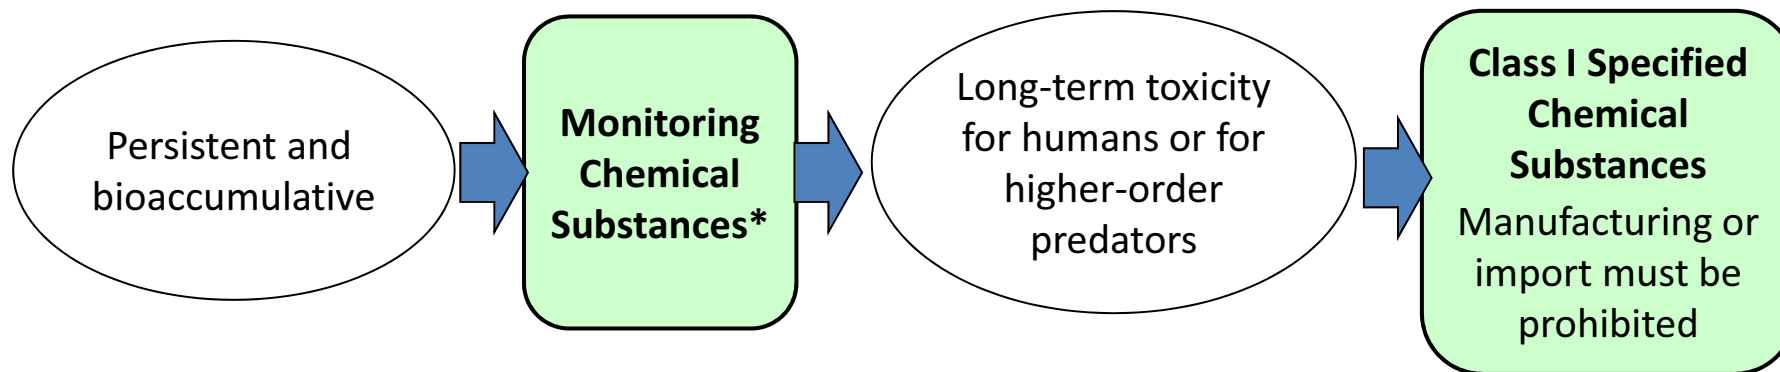 Persistent and
bioaccumulative
Monitoring
Chemical
Substances*
Long-term toxicity
for humans or for
higher-order
predators
Class I Specified
Chemical
Substances
Manufacturing or
import must be
prohibited